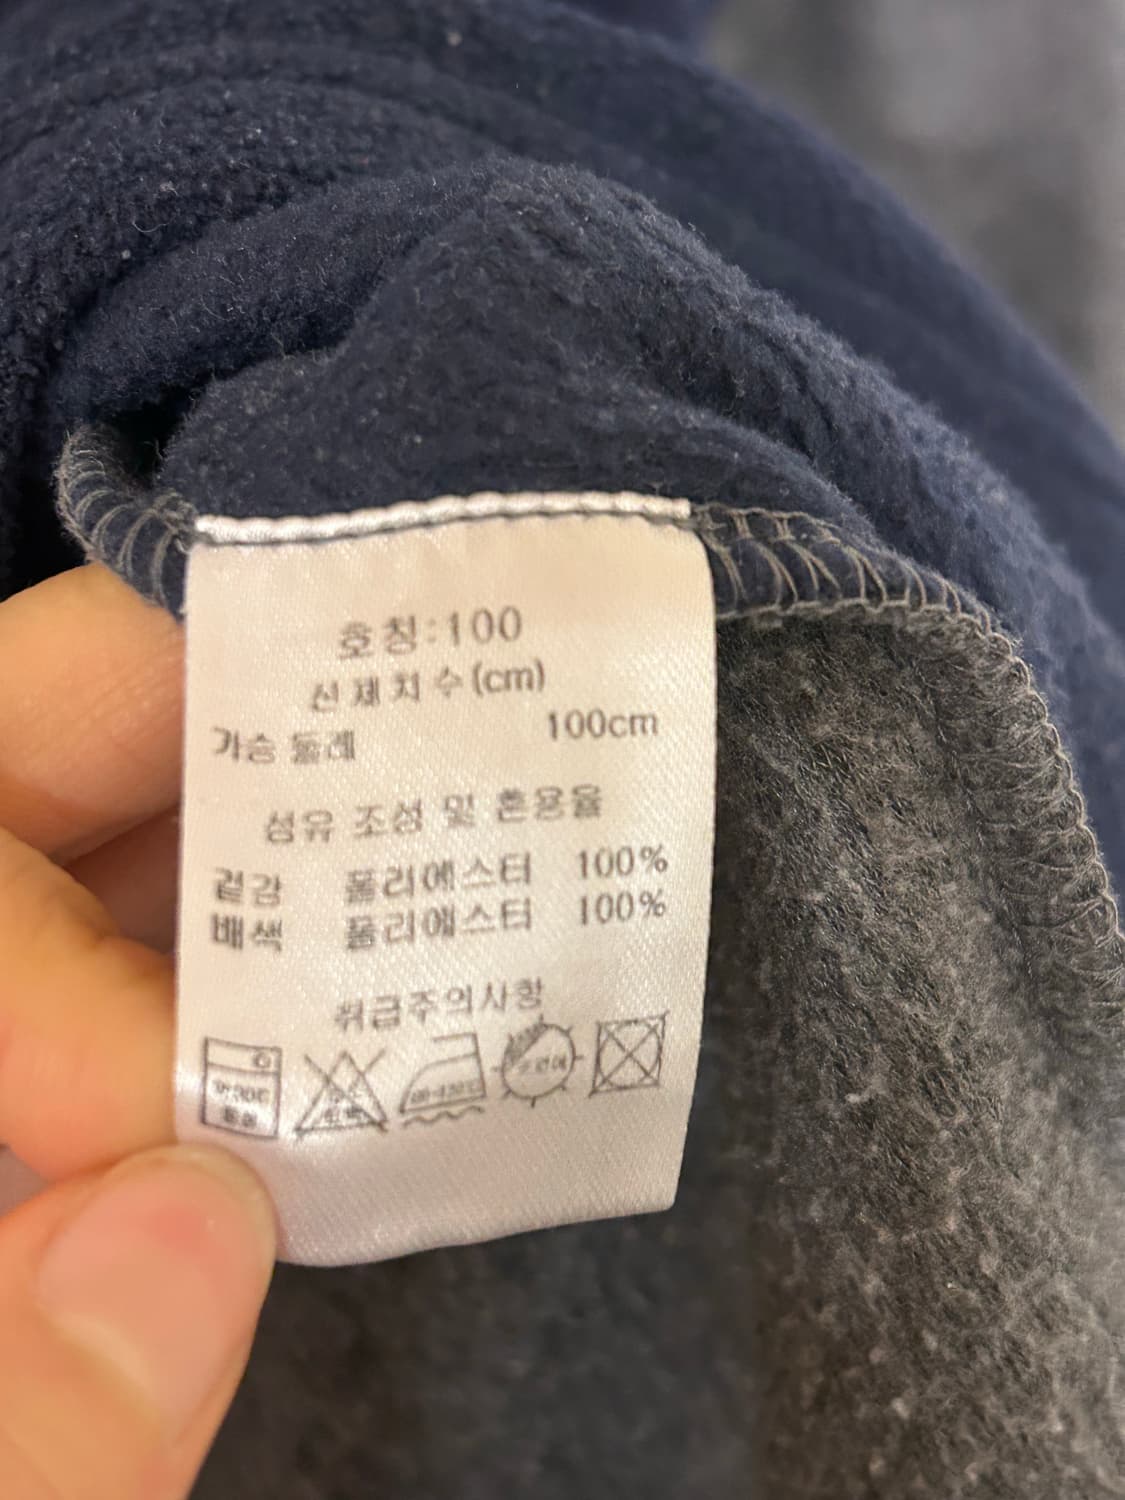 호칭:100
신체치수(cm)
가슴 둘레 100cm
섬유 조성 및 혼용율
겉감 폴리에스터 100%
배색 폴리에스터 100%
취급주의사항